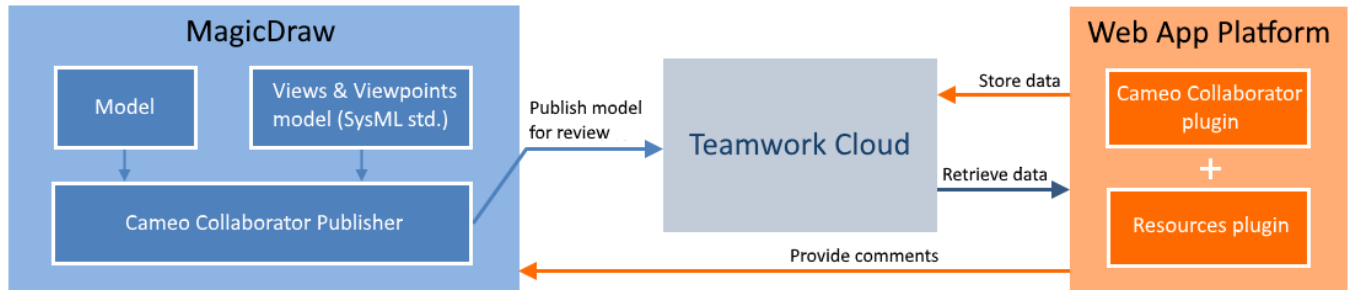 MagicDraw
Model
Views & Viewpoints
model (SysML std.)
Cameo Collaborator Publisher
Publish model
for review
Teamwork Cloud
Store data
Retrieve data
Provide comments
Web App Platform
Cameo Collaborator
plugin
+
Resources plugin